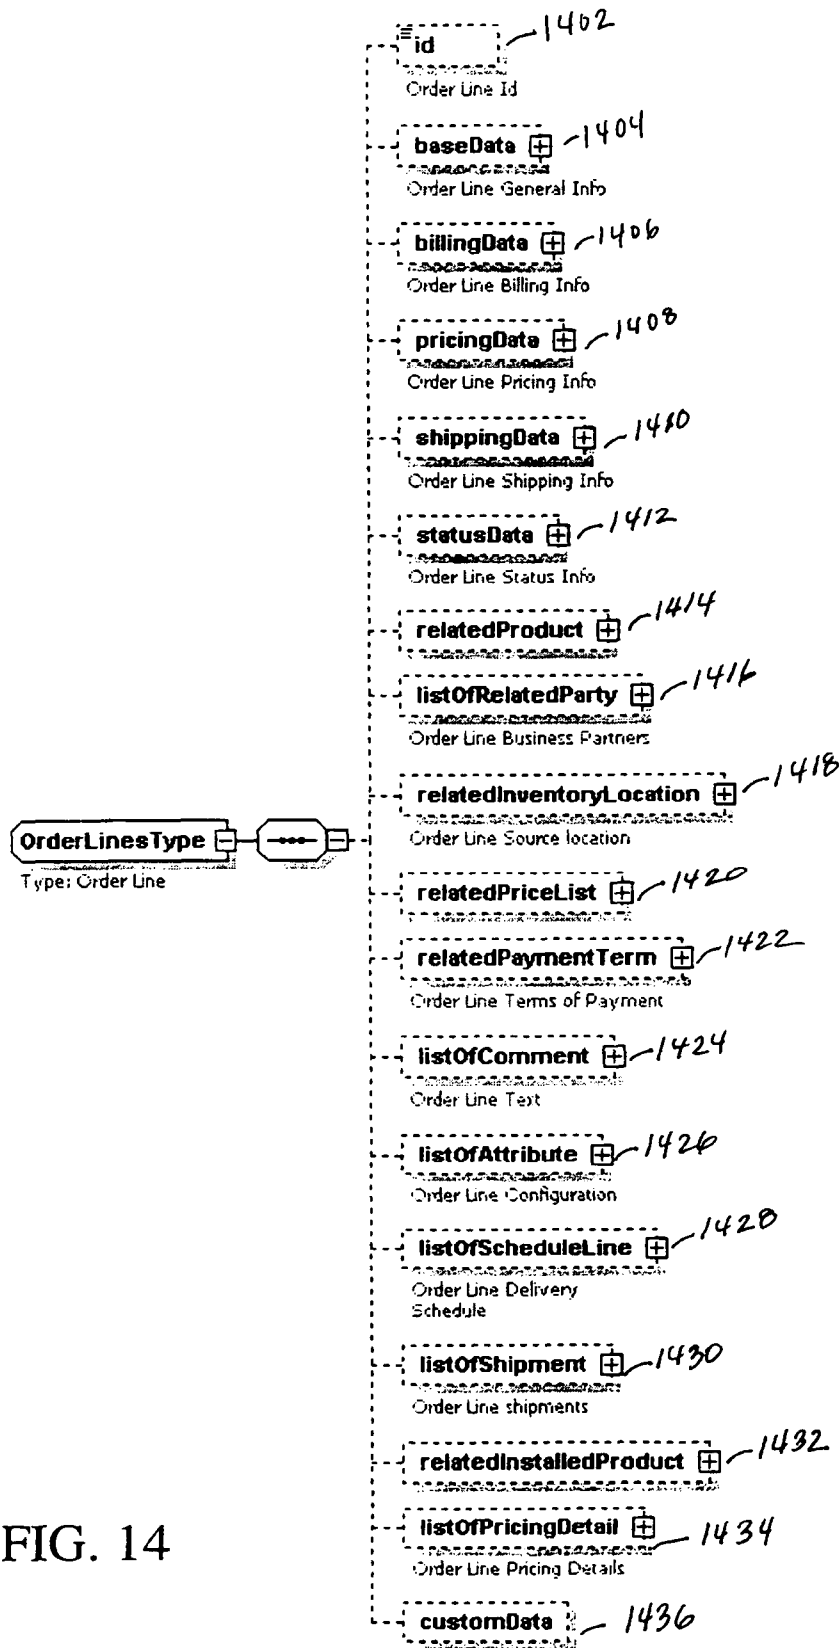 id 1402
Order Line Id
baseData 1404
Order Line General Info
billingData 1406
Order Line Billing Info
pricingData 1408
Order Line Pricing Info
shippingData 1410
Order Line Shipping Info
statusData 1412
Order Line Status Info
relatedProduct 1414
listOfRelatedParty 1416
Order Line Business Partners
relatedInventoryLocation 1418
Order Line Source location
OrderLinesType
Type: Order Line
relatedPriceList 1420
relatedPaymentTerm 1422
Order Line Terms of Payment
listOfComment 1424
Order Line Text
listOfAttribute 1426
Order Line Configuration
listOfScheduleLine 1428
Order Line Delivery
Schedule
listOfShipment 1430
Order Line shipments
relatedInstalledProduct 1432
listOfPricingDetail 1434
Order Line Pricing Details
customData 1436
FIG. 14